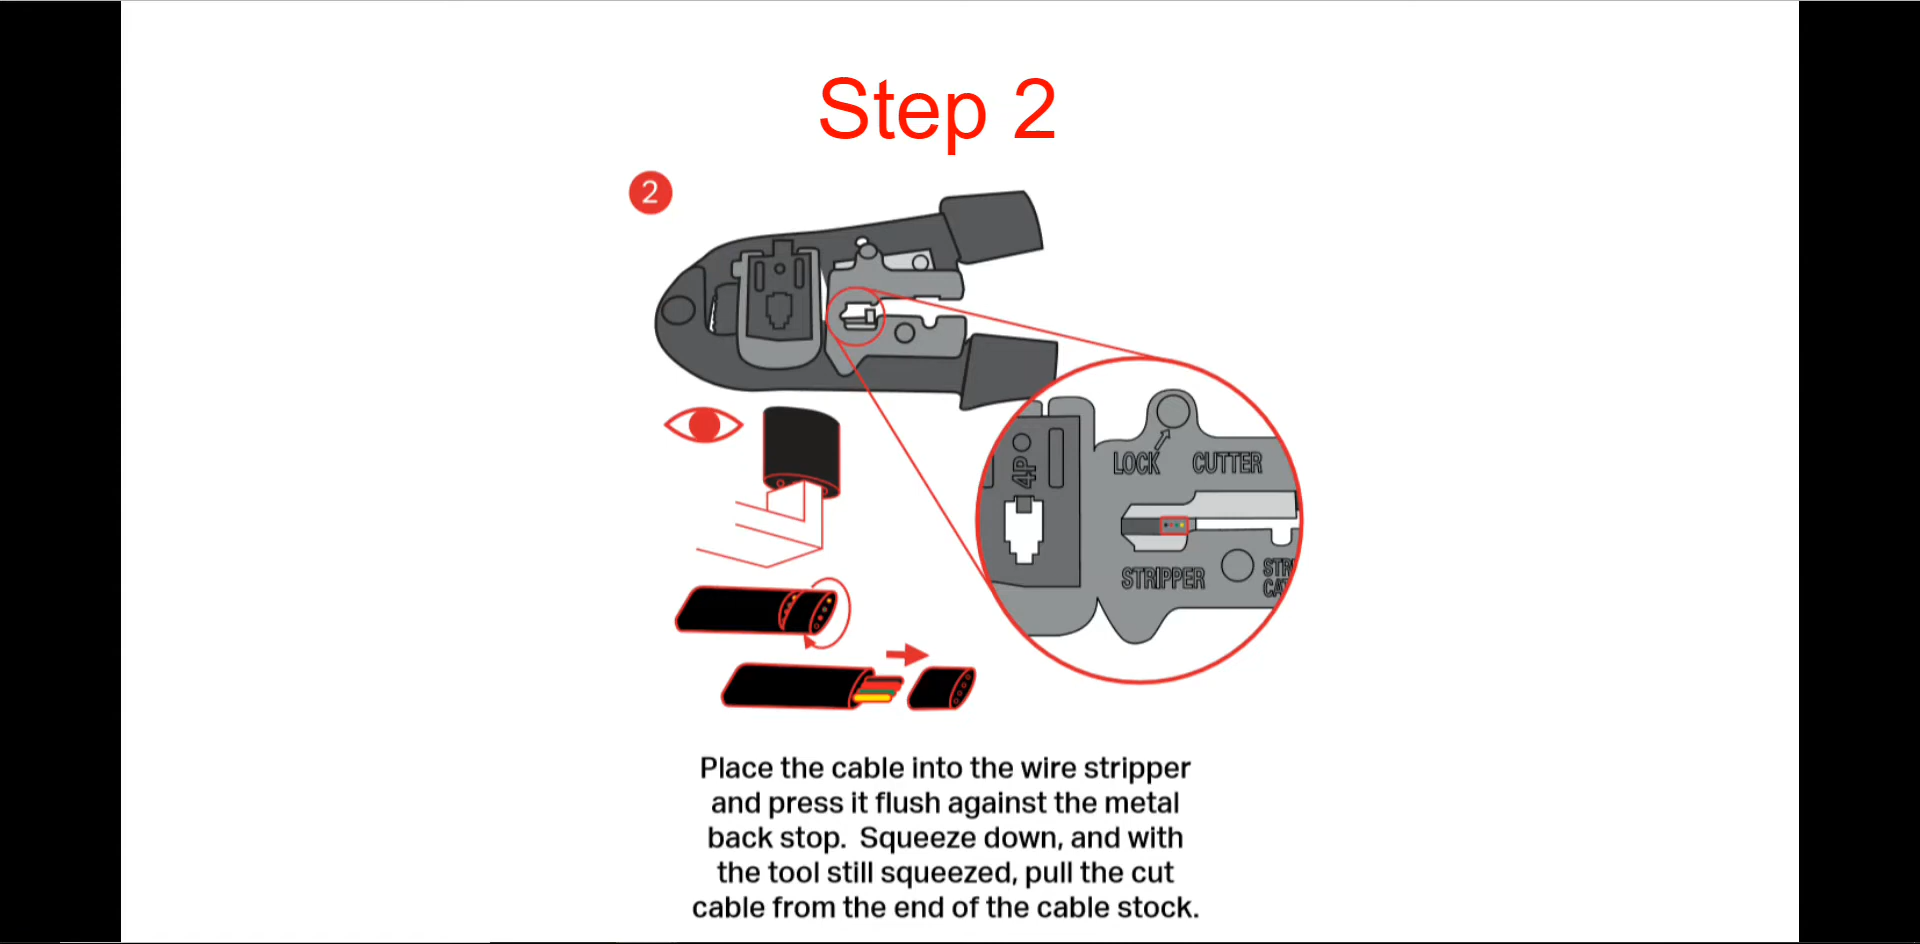 Step 2
2
4P
LOCK CUTTER
STRIPPER
Place the cable into the wire stripper
and press it flush against the metal
back stop. Squeeze down, and with
the tool still squeezed, pull the cut
cable from the end of the cable stock.